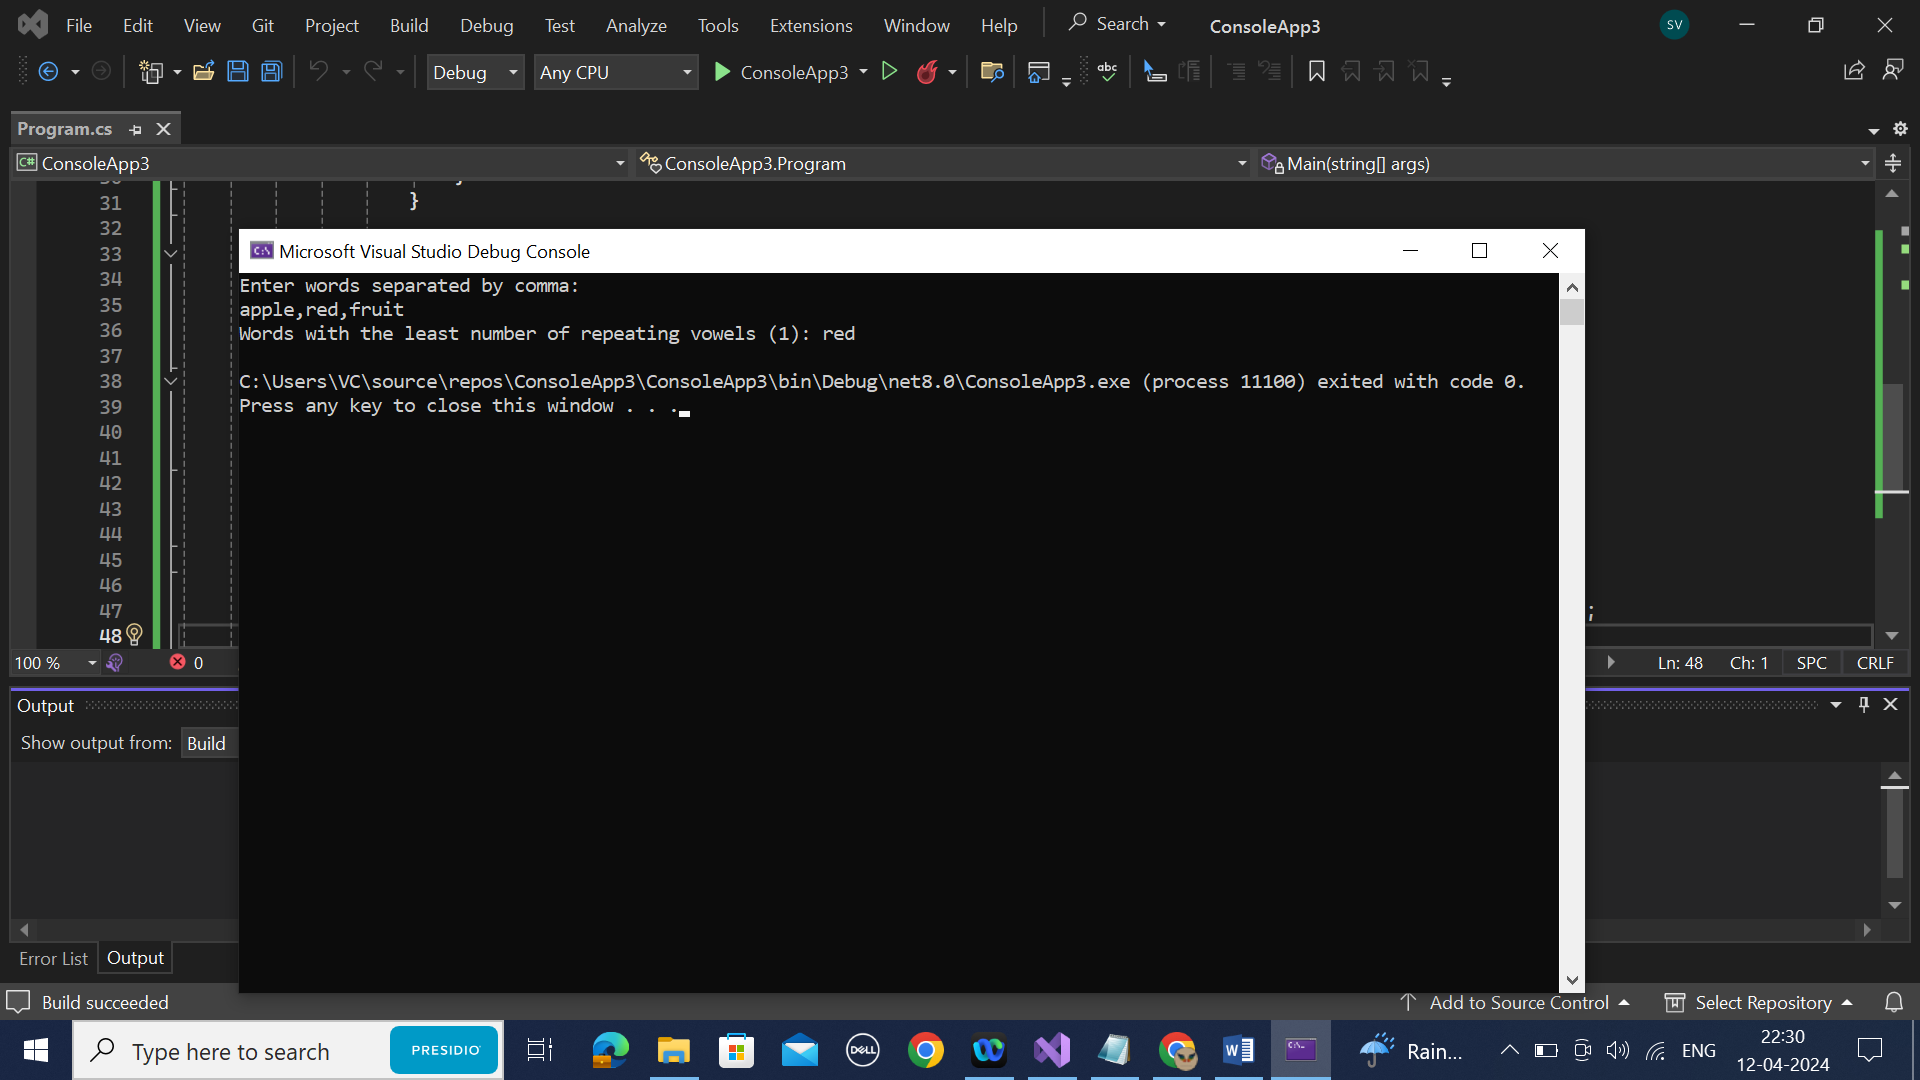 File Edit View Git Project Build Debug Test Analyze Tools Extensions Window Help Search ConsoleApp3 SV
Debug Any CPU ConsoleApp3 abc
Program.cs
C# ConsoleApp3 ConsoleApp3.Program Main(string[] args)
31 }
32
33
34
35
36
37
38
39
40
41
42
43
44
45
46
47 ;
48
Microsoft Visual Studio Debug Console
Enter words separated by comma:
apple,red,fruit
Words with the least number of repeating vowels (1): red
C:\Users\VC\source\repos\ConsoleApp3\ConsoleApp3\bin\Debug\net8.0\ConsoleApp3.exe (process 11100) exited with code 0.
Press any key to close this window . . .
100 % 0 Ln: 48 Ch: 1 SPC CRLF
Output
Show output from: Build
Error List Output
Build succeeded Add to Source Control Select Repository
Type here to search PRESIDIO DELL Rain... ENG 22:30
12-04-2024